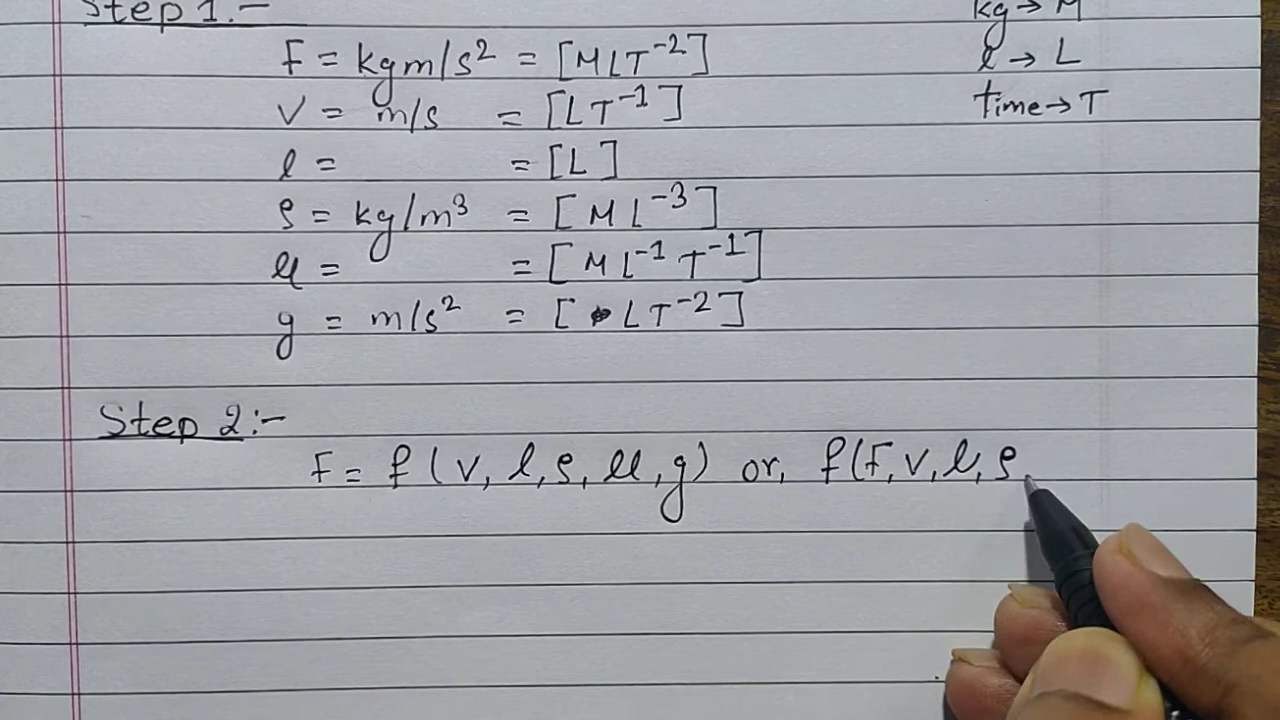 Step 1:-
kg → M
F = kgm/s² = [MLT⁻²]
l → L
V = m/s = [LT⁻¹]
time → T
l = = [L]
ρ = kg/m³ = [ML⁻³]
μ = = [ML⁻¹T⁻¹]
g = m/s² = [LT⁻²]
Step 2:-
F = f(V, l, ρ, μ, g) or, f(F, V, l, ρ,